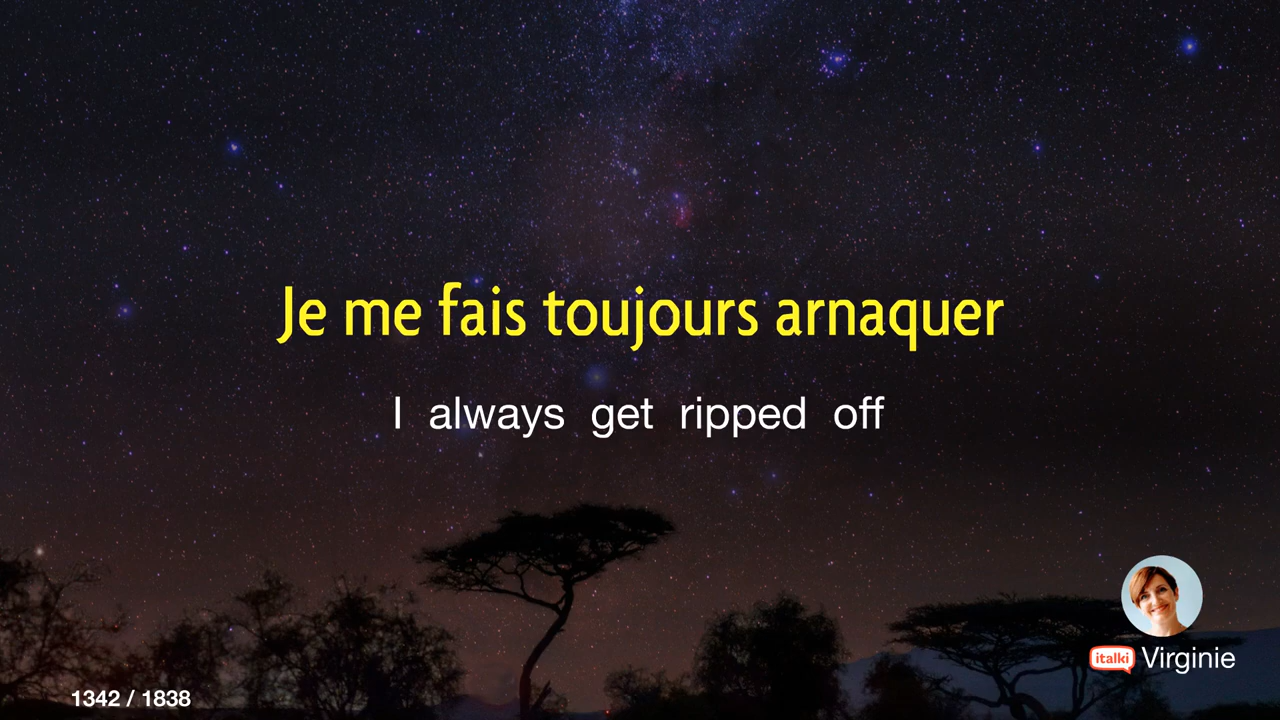 Je me fais toujours arnaquer
I always get ripped off
italki Virginie
1342 / 1838